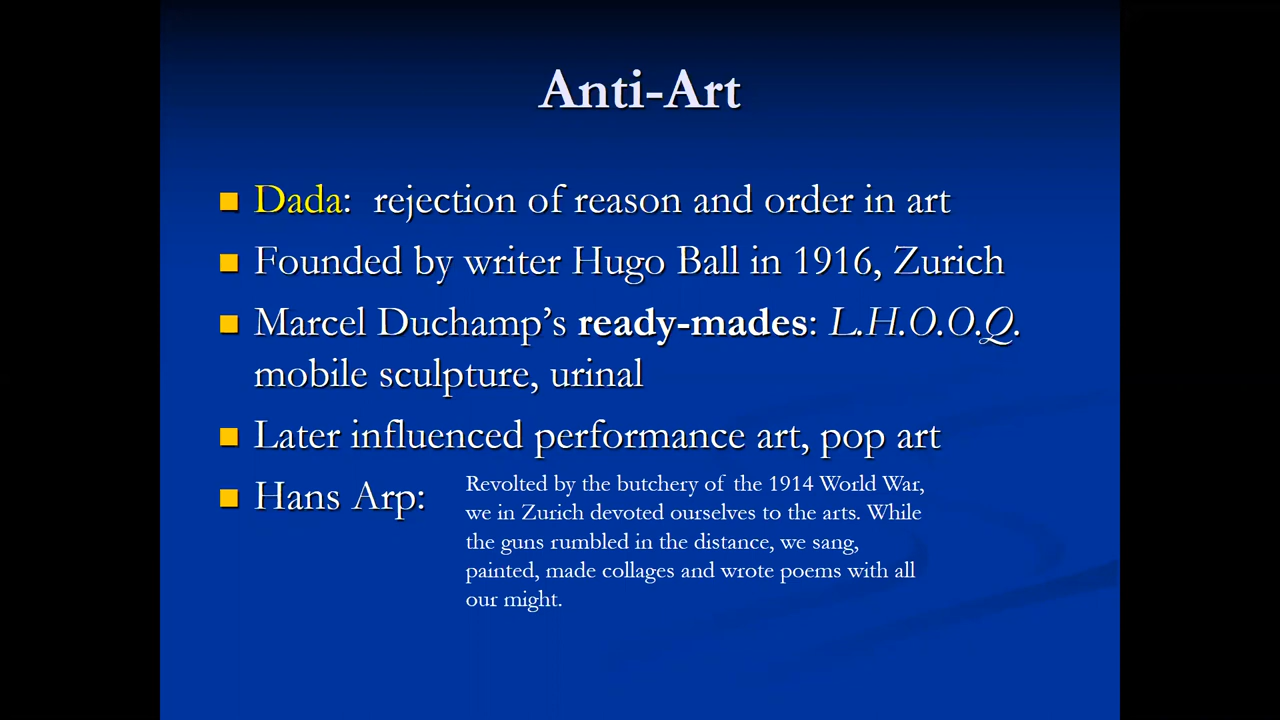 Anti-Art
Dada:  rejection of reason and order in art
Founded by writer Hugo Ball in 1916, Zurich
Marcel Duchamp’s ready-mades: L.H.O.O.Q.
mobile sculpture, urinal
Later influenced performance art, pop art
Hans Arp:
Revolted by the butchery of the 1914 World War,
we in Zurich devoted ourselves to the arts. While
the guns rumbled in the distance, we sang,
painted, made collages and wrote poems with all
our might.